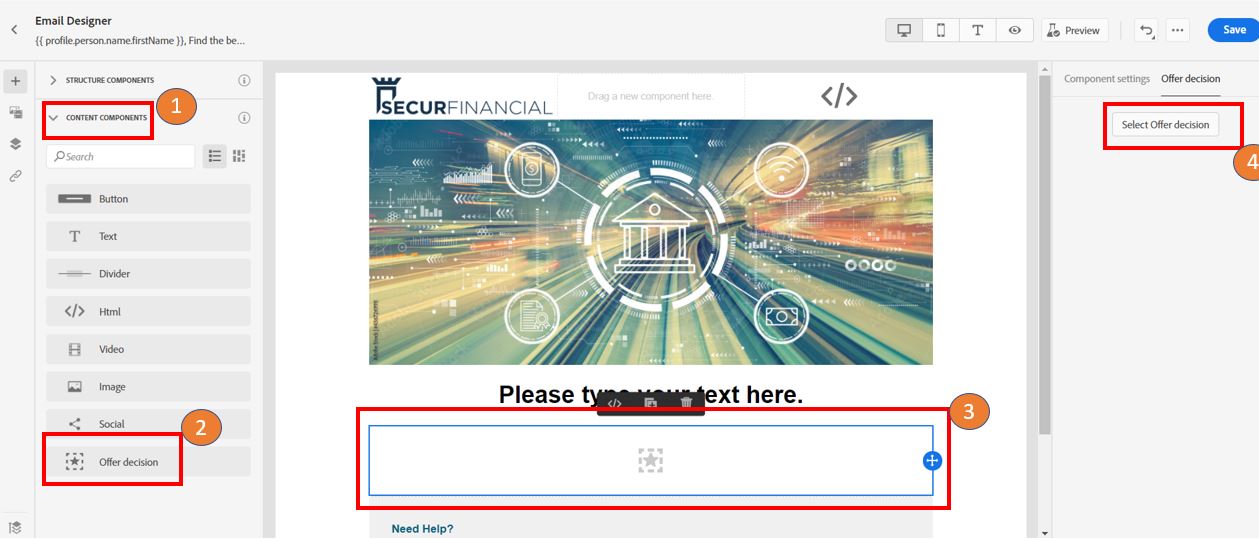 Email Designer
{{ profile.person.name.firstName }}, Find the be...
Preview
Save
STRUCTURE COMPONENTS
CONTENT COMPONENTS
1
Search
Button
Text
Divider
Html
Video
Image
Social
2
Offer decision
SECURFINANCIAL
Drag a new component here.
</>
Please type your text here.
3
Need Help?
Component settings
Offer decision
Select Offer decision
4